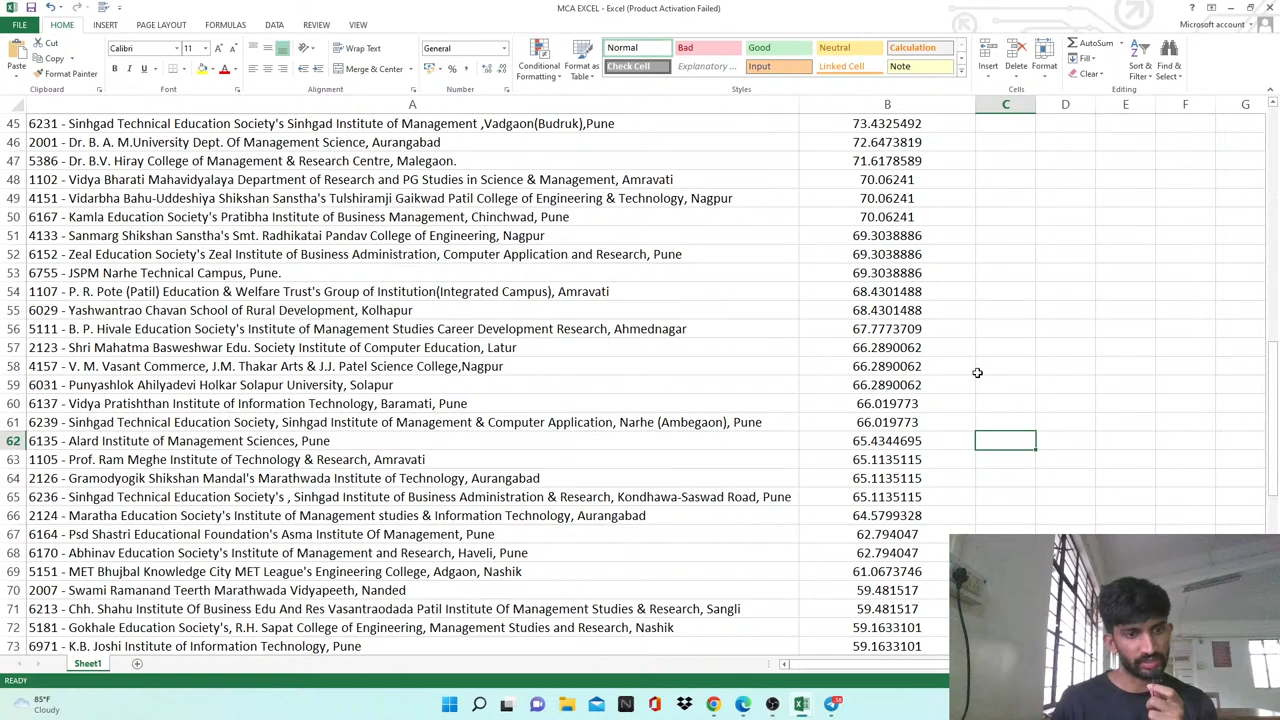 MCA EXCEL - Excel (Product Activation Failed)
FILE HOME INSERT PAGE LAYOUT FORMULAS DATA REVIEW VIEW Microsoft account
Paste Cut Copy Format Painter Clipboard
Calibri 11 B I U Font
Wrap Text Merge & Center Alignment
General % Number
Conditional Formatting Format as Table
Normal Bad Good Neutral Calculation
Check Cell Explanatory ... Input Linked Cell Note
Styles
Insert Delete Format Cells
AutoSum Fill Clear Sort & Filter Find & Select Editing
A B C D E F G
45 6231 - Sinhgad Technical Education Society's Sinhgad Institute of Management ,Vadgaon(Budruk),Pune 73.4325492
46 2001 - Dr. B. A. M.University Dept. Of Management Science, Aurangabad 72.6473819
47 5386 - Dr. B.V. Hiray College of Management & Research Centre, Malegaon. 71.6178589
48 1102 - Vidya Bharati Mahavidyalaya Department of Research and PG Studies in Science & Management, Amravati 70.06241
49 4151 - Vidarbha Bahu-Uddeshiya Shikshan Sanstha's Tulshiramji Gaikwad Patil College of Engineering & Technology, Nagpur 70.06241
50 6167 - Kamla Education Society's Pratibha Institute of Business Management, Chinchwad, Pune 70.06241
51 4133 - Sanmarg Shikshan Sanstha's Smt. Radhikatai Pandav College of Engineering, Nagpur 69.3038886
52 6152 - Zeal Education Society's Zeal Institute of Business Administration, Computer Application and Research, Pune 69.3038886
53 6755 - JSPM Narhe Technical Campus, Pune. 69.3038886
54 1107 - P. R. Pote (Patil) Education & Welfare Trust's Group of Institution(Integrated Campus), Amravati 68.4301488
55 6029 - Yashwantrao Chavan School of Rural Development, Kolhapur 68.4301488
56 5111 - B. P. Hivale Education Society's Institute of Management Studies Career Development Research, Ahmednagar 67.7773709
57 2123 - Shri Mahatma Basweshwar Edu. Society Institute of Computer Education, Latur 66.2890062
58 4157 - V. M. Vasant Commerce, J.M. Thakar Arts & J.J. Patel Science College,Nagpur 66.2890062
59 6031 - Punyashlok Ahilyadevi Holkar Solapur University, Solapur 66.2890062
60 6137 - Vidya Pratishthan Institute of Information Technology, Baramati, Pune 66.019773
61 6239 - Sinhgad Technical Education Society, Sinhgad Institute of Management & Computer Application, Narhe (Ambegaon), Pune 66.019773
62 6135 - Alard Institute of Management Sciences, Pune 65.4344695
63 1105 - Prof. Ram Meghe Institute of Technology & Research, Amravati 65.1135115
64 2126 - Gramodyogik Shikshan Mandal's Marathwada Institute of Technology, Aurangabad 65.1135115
65 6236 - Sinhgad Technical Education Society's , Sinhgad Institute of Business Administration & Research, Kondhawa-Saswad Road, Pune 65.1135115
66 2124 - Maratha Education Society's Institute of Management studies & Information Technology, Aurangabad 64.5799328
67 6164 - Psd Shastri Educational Foundation's Asma Institute Of Management, Pune 62.794047
68 6170 - Abhinav Education Society's Institute of Management and Research, Haveli, Pune 62.794047
69 5151 - MET Bhujbal Knowledge City MET League's Engineering College, Adgaon, Nashik 61.0673746
70 2007 - Swami Ramanand Teerth Marathwada Vidyapeeth, Nanded 59.481517
71 6213 - Chh. Shahu Institute Of Business Edu And Res Vasantraodada Patil Institute Of Management Studies & Research, Sangli 59.481517
72 5181 - Gokhale Education Society's, R.H. Sapat College of Engineering, Management Studies and Research, Nashik 59.1633101
73 6971 - K.B. Joshi Institute of Information Technology, Pune 59.1633101
Sheet1
READY
85°F
Cloudy